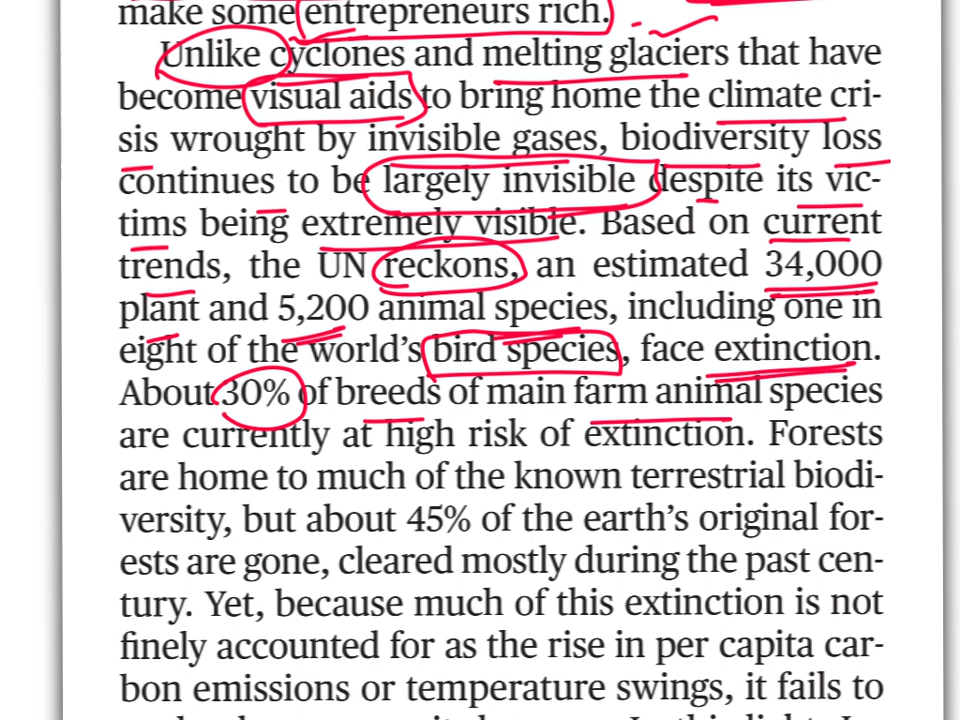 make some entrepreneurs rich.
Unlike cyclones and melting glaciers that have
become visual aids to bring home the climate cri-
sis wrought by invisible gases, biodiversity loss
continues to be largely invisible despite its vic-
tims being extremely visible. Based on current
trends, the UN reckons, an estimated 34,000
plant and 5,200 animal species, including one in
eight of the world's bird species, face extinction.
About 30% of breeds of main farm animal species
are currently at high risk of extinction. Forests
are home to much of the known terrestrial biodi-
versity, but about 45% of the earth's original for-
ests are gone, cleared mostly during the past cen-
tury. Yet, because much of this extinction is not
finely accounted for as the rise in per capita car-
bon emissions or temperature swings, it fails to